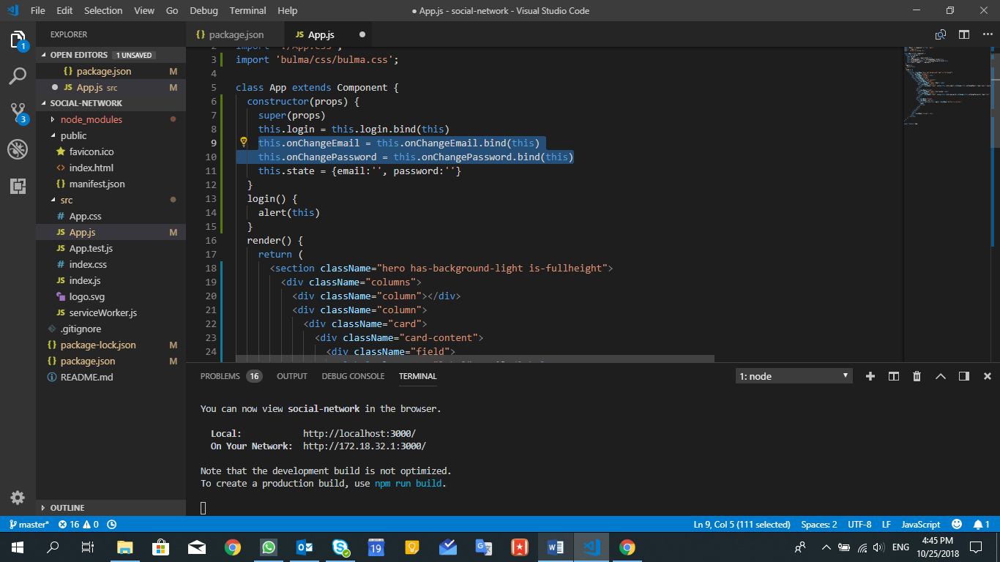 File Edit Selection View Go Debug Terminal Help
● App.js - social-network - Visual Studio Code
EXPLORER
OPEN EDITORS 1 UNSAVED
{} package.json M
JS App.js src M
SOCIAL-NETWORK
node_modules
public
favicon.ico
<> index.html
{} manifest.json
src
# App.css
JS App.js M
JS App.test.js
# index.css
JS index.js
logo.svg
JS serviceWorker.js
.gitignore
{} package-lock.json M
{} package.json M
README.md
OUTLINE
1
3
{} package.json
JS App.js
2 import './App.css';
3 import 'bulma/css/bulma.css';
4
5 class App extends Component {
6 constructor(props) {
7 super(props)
8 this.login = this.login.bind(this)
9 this.onChangeEmail = this.onChangeEmail.bind(this)
10 this.onChangePassword = this.onChangePassword.bind(this)
11 this.state = {email:'', password:''}
12 }
13 login() {
14 alert(this)
15 }
16 render() {
17 return (
18 <section className="hero has-background-light is-fullheight">
19 <div className="columns">
20 <div className="column"></div>
21 <div className="column">
22 <div className="card">
23 <div className="card-content">
24 <div className="field">
PROBLEMS 16 OUTPUT DEBUG CONSOLE TERMINAL
1: node
You can now view social-network in the browser.
Local: http://localhost:3000/
On Your Network: http://172.18.32.1:3000/
Note that the development build is not optimized.
To create a production build, use npm run build.
master* 16 0
Ln 9, Col 5 (111 selected) Spaces: 2 UTF-8 LF JavaScript 1
19
ENG
4:45 PM
10/25/2018